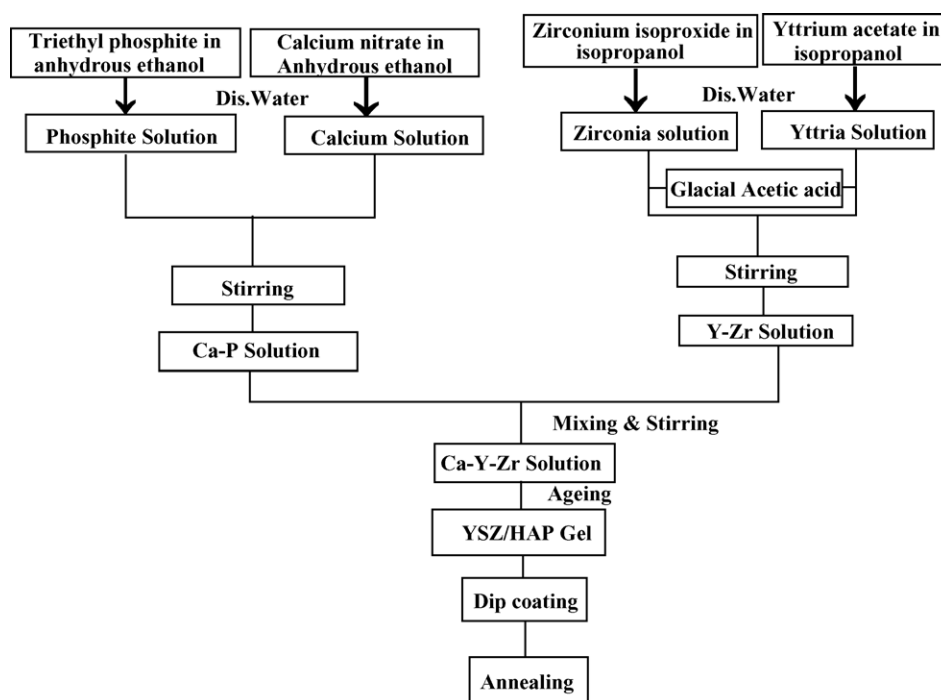 Triethyl phosphite in
anhydrous ethanol
Calcium nitrate in
Anhydrous ethanol
Zirconium isoproxide in
isopropanol
Yttrium acetate in
isopropanol
Dis.Water
Dis.Water
Phosphite Solution
Calcium Solution
Zirconia solution
Yttria Solution
Glacial Acetic acid
Stirring
Stirring
Ca-P Solution
Y-Zr Solution
Mixing & Stirring
Ca-Y-Zr Solution
Ageing
YSZ/HAP Gel
Dip coating
Annealing